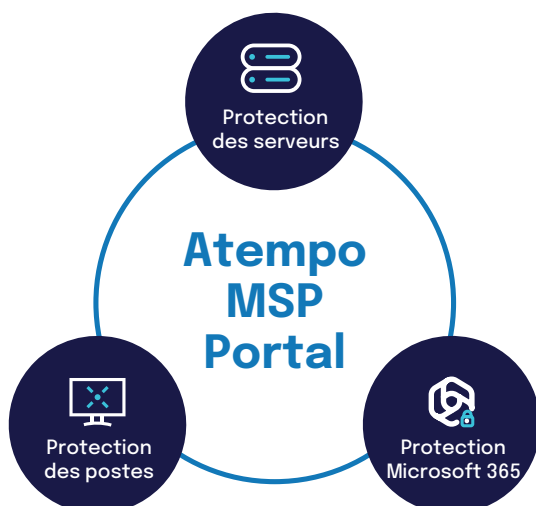 Protection
des serveurs
Atempo
MSP
Portal
Protection
des postes
Protection
Microsoft 365